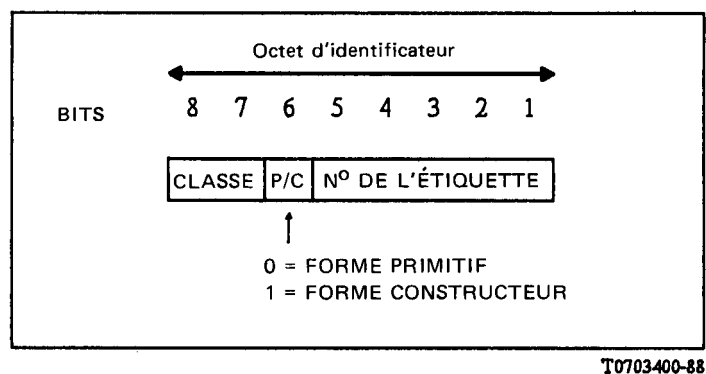 Octet d'identificateur
BITS 8 7 6 5 4 3 2 1
CLASSE P/C Nº DE L'ÉTIQUETTE
0 = FORME PRIMITIF
1 = FORME CONSTRUCTEUR
T0703400-88